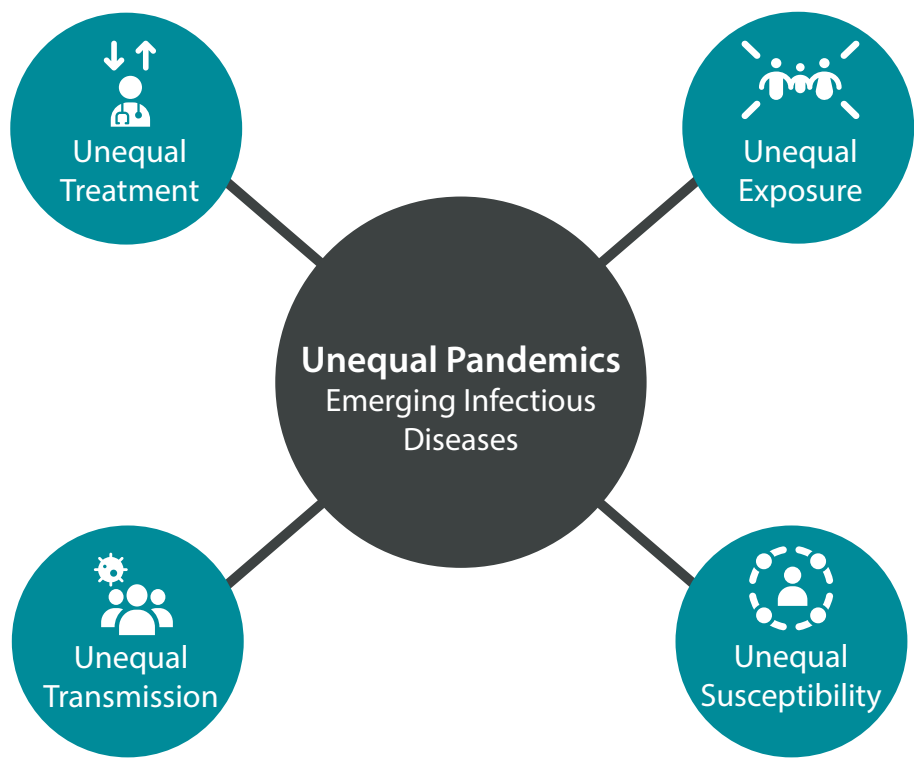 Unequal
Treatment
Unequal
Exposure
Unequal Pandemics
Emerging Infectious
Diseases
Unequal
Transmission
Unequal
Susceptibility